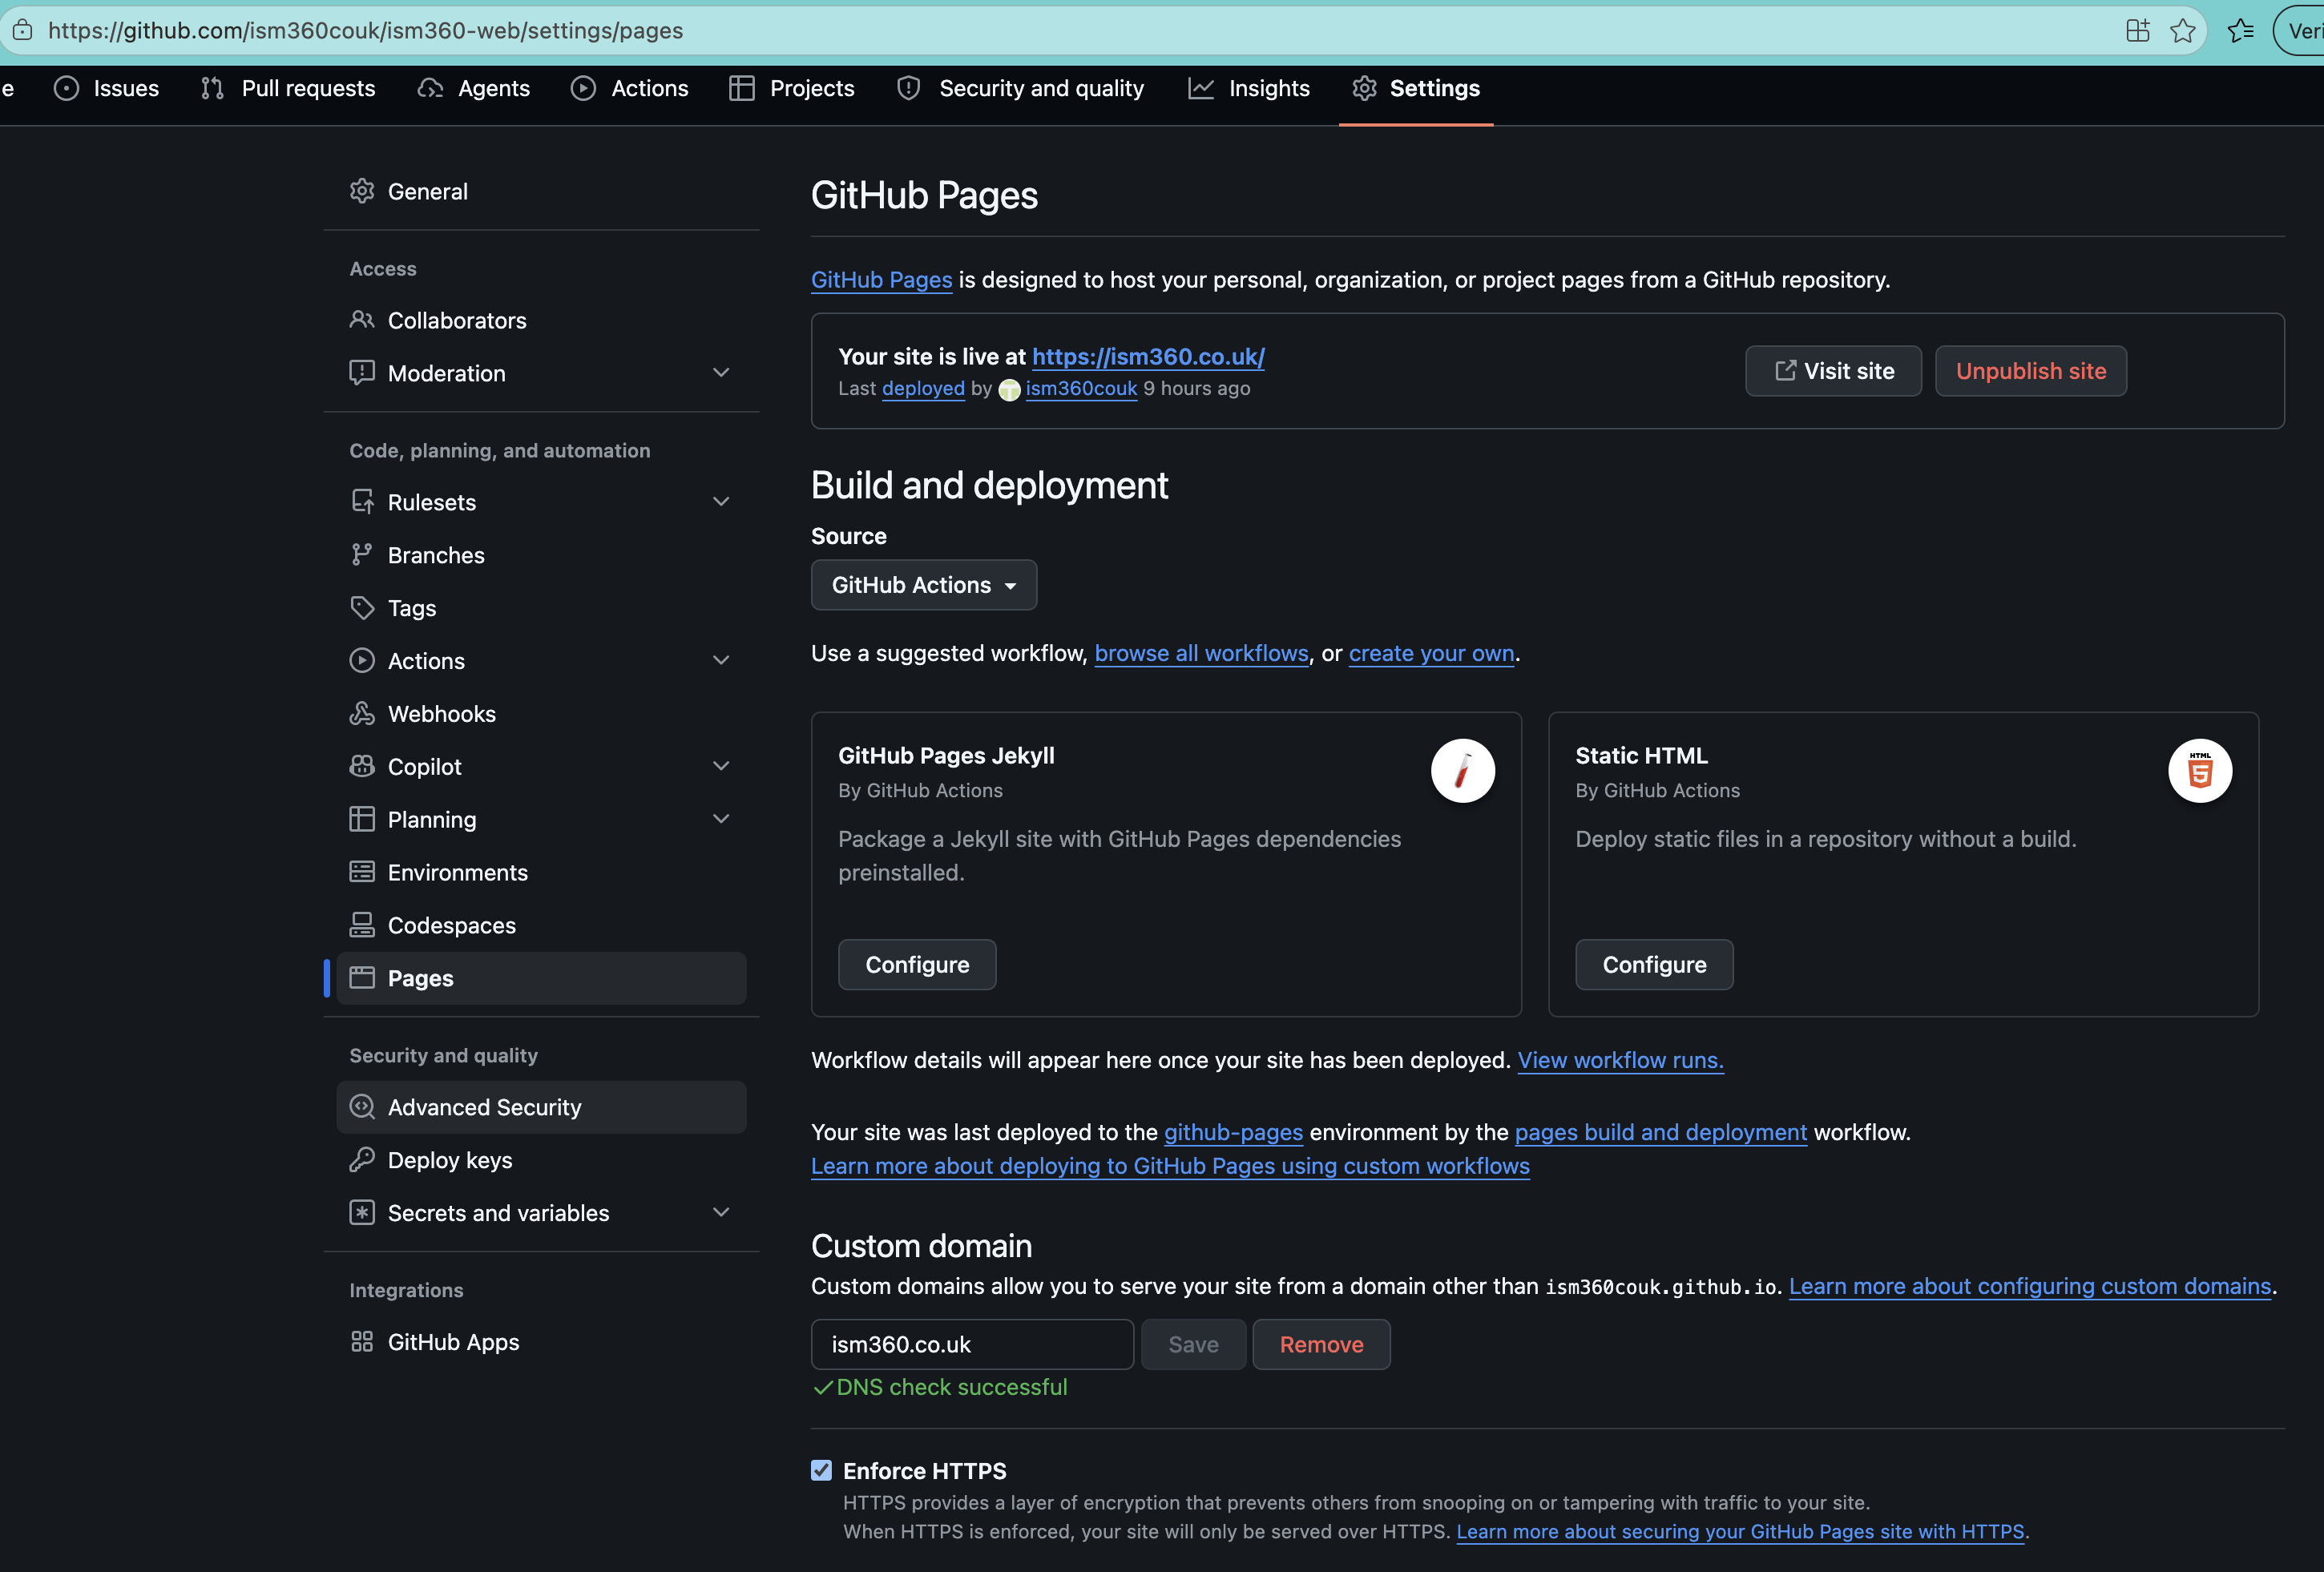 https://github.com/ism360couk/ism360-web/settings/pages
Issues
Pull requests
Agents
Actions
Projects
Security and quality
Insights
Settings
General
Access
Collaborators
Moderation
Code, planning, and automation
Rulesets
Branches
Tags
Actions
Webhooks
Copilot
Planning
Environments
Codespaces
Pages
Security and quality
Advanced Security
Deploy keys
Secrets and variables
Integrations
GitHub Apps
GitHub Pages
GitHub Pages is designed to host your personal, organization, or project pages from a GitHub repository.
Your site is live at https://ism360.co.uk/
Last deployed by ism360couk 9 hours ago
Visit site
Unpublish site
Build and deployment
Source
GitHub Actions
Use a suggested workflow, browse all workflows, or create your own.
GitHub Pages Jekyll
By GitHub Actions
Package a Jekyll site with GitHub Pages dependencies
preinstalled.
Configure
Static HTML
By GitHub Actions
HTML
5
Deploy static files in a repository without a build.
Configure
Workflow details will appear here once your site has been deployed. View workflow runs.
Your site was last deployed to the github-pages environment by the pages build and deployment workflow.
Learn more about deploying to GitHub Pages using custom workflows
Custom domain
Custom domains allow you to serve your site from a domain other than ism360couk.github.io. Learn more about configuring custom domains.
ism360.co.uk
Save
Remove
DNS check successful
Enforce HTTPS
HTTPS provides a layer of encryption that prevents others from snooping on or tampering with traffic to your site.
When HTTPS is enforced, your site will only be served over HTTPS. Learn more about securing your GitHub Pages site with HTTPS.